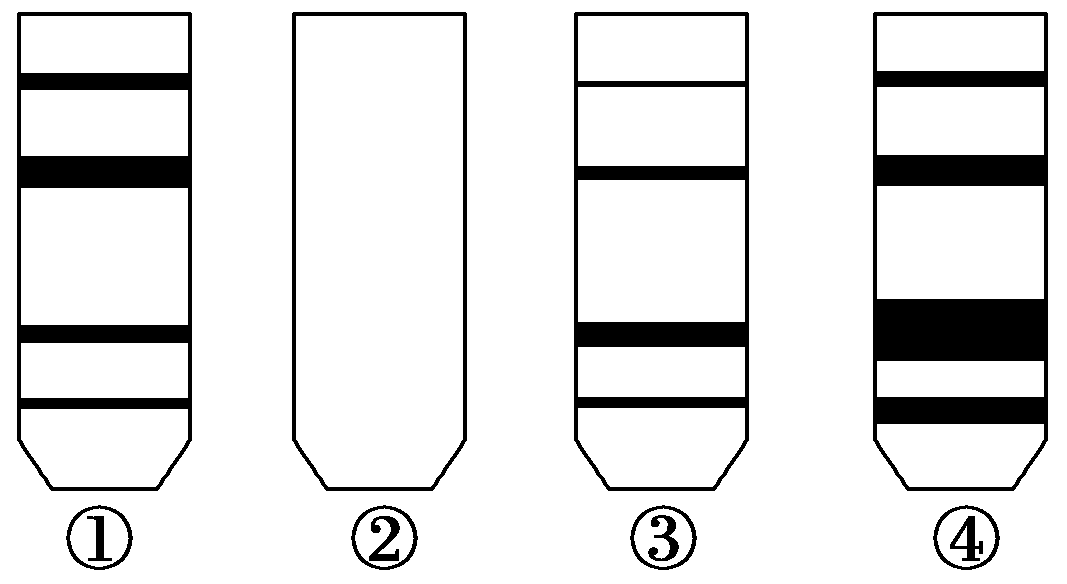 ① ② ③ ④